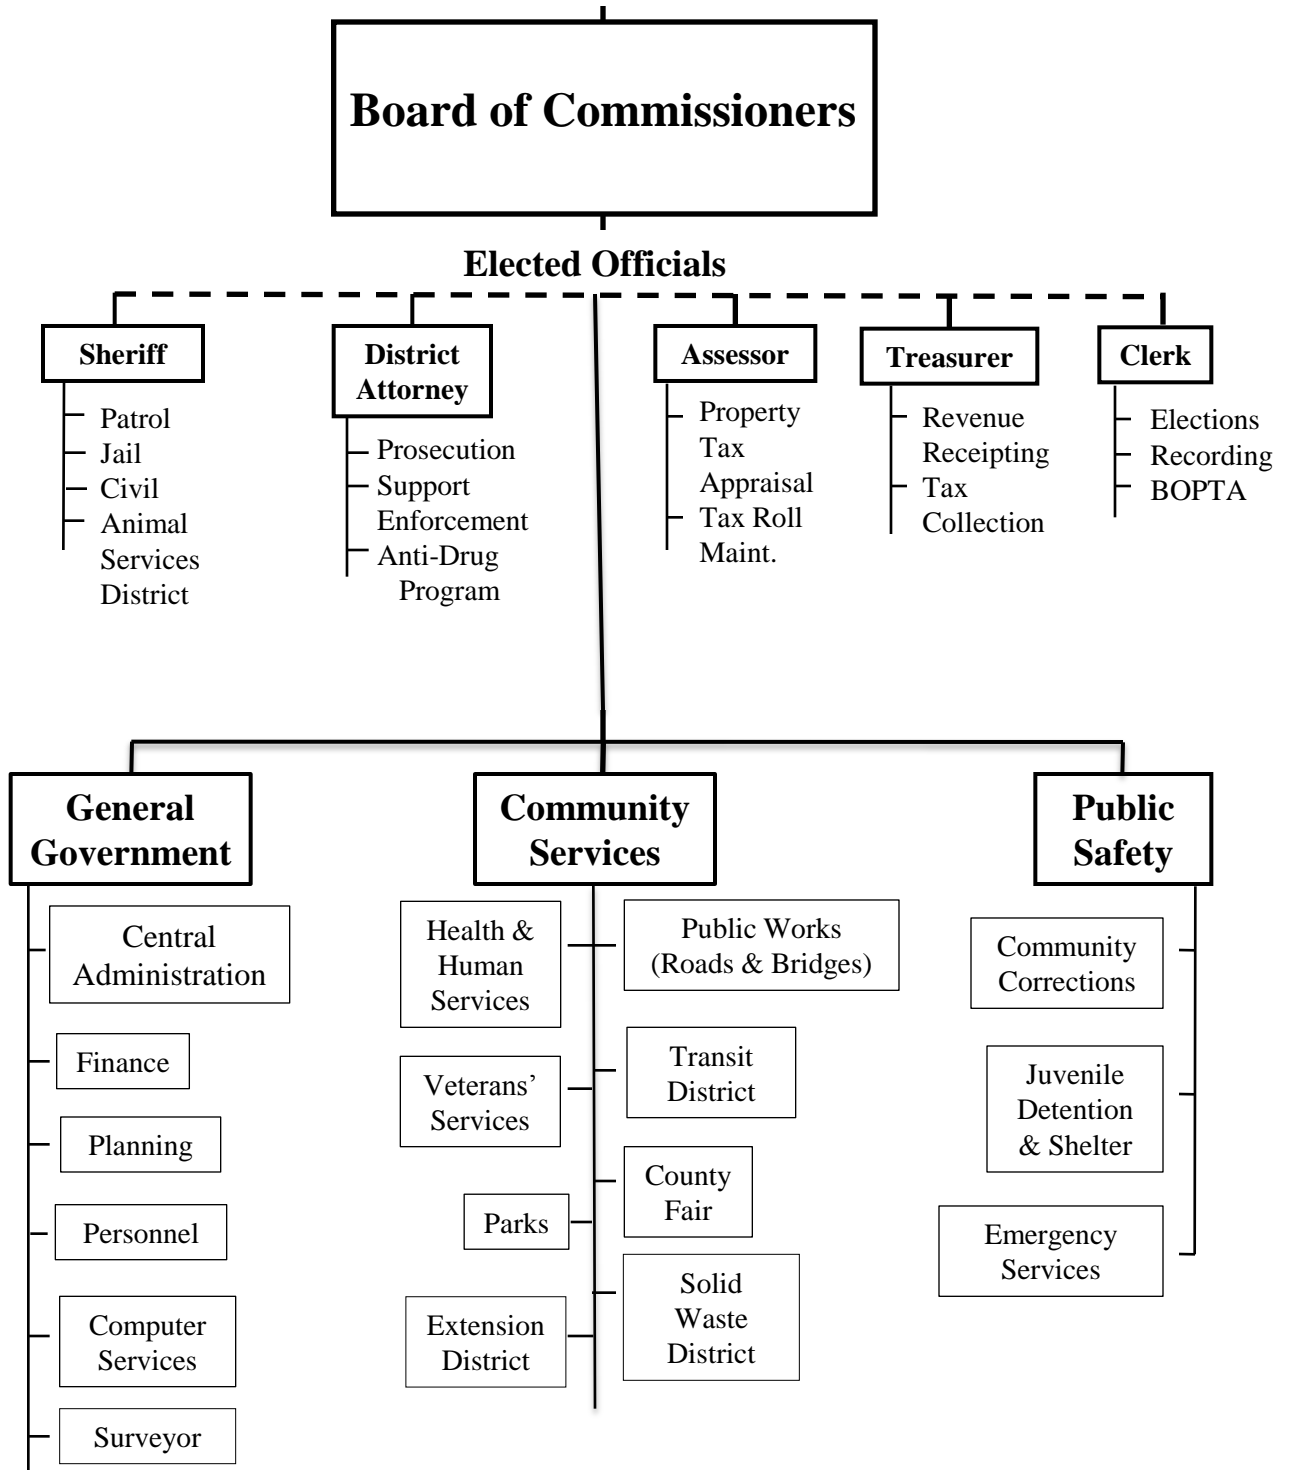 Board of Commissioners
Elected Officials
Sheriff
Patrol
Jail
Civil
Animal
Services
District
District
Attorney
Prosecution
Support
Enforcement
Anti-Drug
Program
Assessor
Property
Tax
Appraisal
Tax Roll
Maint.
Treasurer
Revenue
Receipting
Tax
Collection
Clerk
Elections
Recording
BOPTA
General
Government
Central
Administration
Finance
Planning
Personnel
Computer
Services
Surveyor
Community
Services
Health &
Human
Services
Veterans’
Services
Parks
Extension
District
Public Works
(Roads & Bridges)
Transit
District
County
Fair
Solid
Waste
District
Public
Safety
Community
Corrections
Juvenile
Detention
& Shelter
Emergency
Services